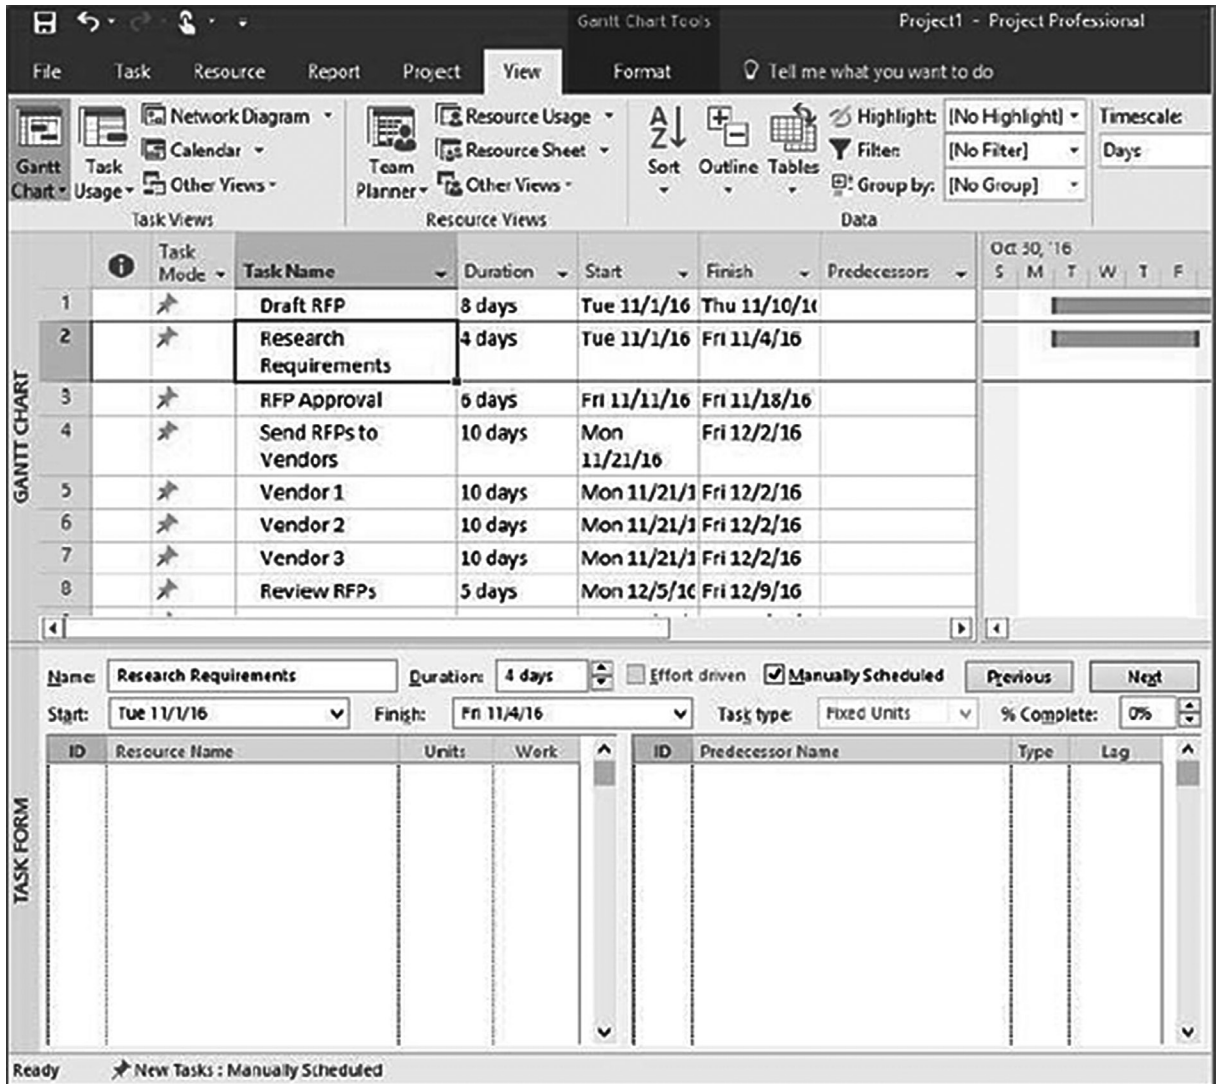 Gantt Chart Tools Project1 - Project Professional
File Task Resource Report Project View Format Tell me what you want to do
Gantt Chart
Task Usage
Network Diagram
Calendar
Other Views
Task Views
Team Planner
Resource Usage
Resource Sheet
Other Views
Resource Views
Sort
Outline
Tables
Highlight: [No Highlight]
Filter: [No Filter]
Group by: [No Group]
Data
Timescale:
Days
GANTT CHART
Task Mode Task Name Duration Start Finish Predecessors
Oct 30, '16
S M T W T F
1 Draft RFP 8 days Tue 11/1/16 Thu 11/10/16
2 Research Requirements 4 days Tue 11/1/16 Fri 11/4/16
3 RFP Approval 6 days Fri 11/11/16 Fri 11/18/16
4 Send RFPs to Vendors 10 days Mon 11/21/16 Fri 12/2/16
5 Vendor 1 10 days Mon 11/21/1 Fri 12/2/16
6 Vendor 2 10 days Mon 11/21/1 Fri 12/2/16
7 Vendor 3 10 days Mon 11/21/1 Fri 12/2/16
8 Review RFPs 5 days Mon 12/5/16 Fri 12/9/16
TASK FORM
Name: Research Requirements Duration: 4 days Effort driven Manually Scheduled Previous Next
Start: Tue 11/1/16 Finish: Fri 11/4/16 Task type: Fixed Units % Complete: 0%
ID Resource Name Units Work
ID Predecessor Name Type Lag
Ready New Tasks : Manually Scheduled